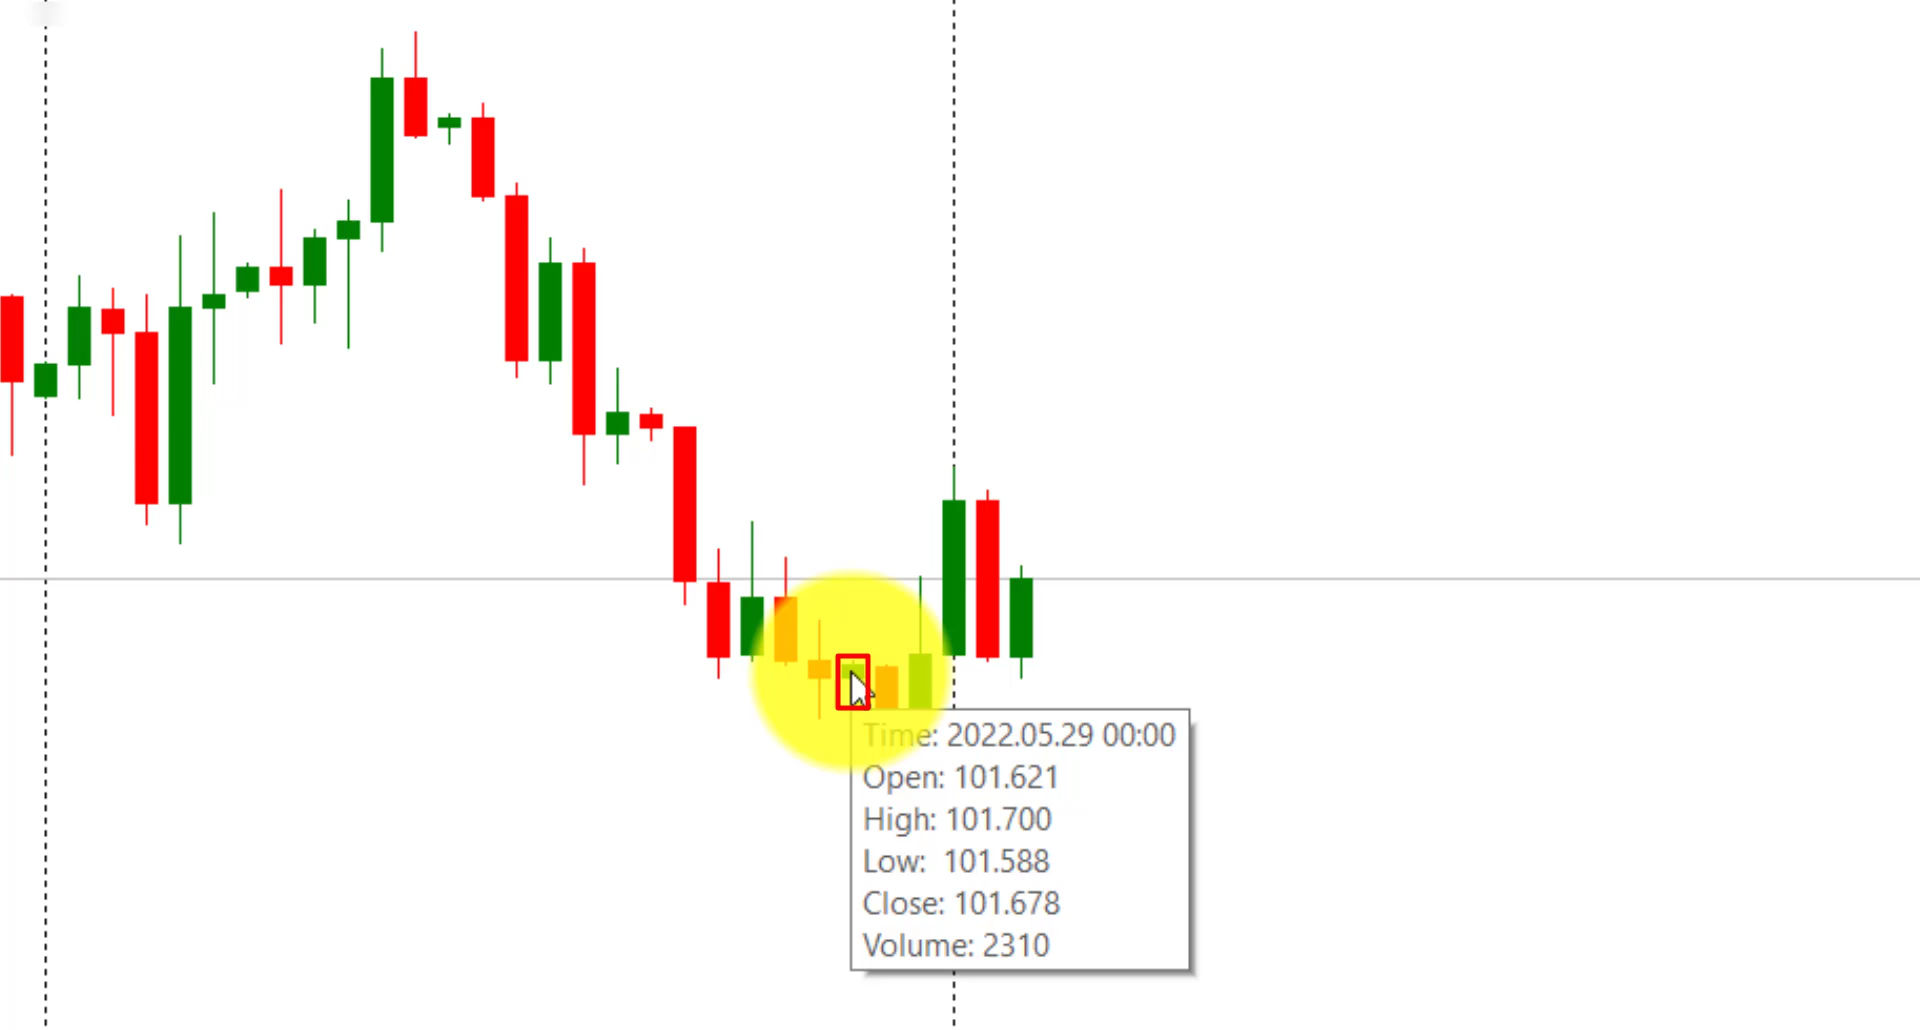 Time: 2022.05.29 00:00
Open: 101.621
High: 101.700
Low: 101.588
Close: 101.678
Volume: 2310